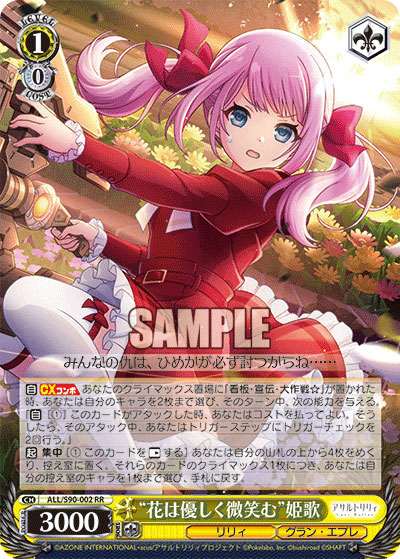 LEVEL
1
0
COST
SAMPLE
みんなの仇は、ひめかが必ず討つからね……
自 CXコンボ あなたのクライマックス置場に「看板・宣伝・大作戦☆」が置かれた
時、あなたは自分のキャラを2枚まで選び、そのターン中、次の能力を与える。
『自[①] このカードがアタックした時、あなたはコストを払ってよい。そ
うしたら、そのアタック中、あなたはトリガーステップにトリガーチェックを
2回行う。』
起 集中 [① このカードを する] あなたは自分の山札の上から4枚をめく
り、控え室に置く。それらのカードのクライマックス1枚につき、あなたは
自分の控え室のキャラを1枚まで選び、手札に戻す。
ALL/S90-002 RR
POWER
3000
1
SOUL
“花は優しく微笑む”姫歌
アサルトリリィ
リリィ
グラン・エプレ
©AZONE INTERNATIONAL・acus/アサルトリリィプロジェクト ©Pokelabo, Inc. ©bushiroad ©SHAFT